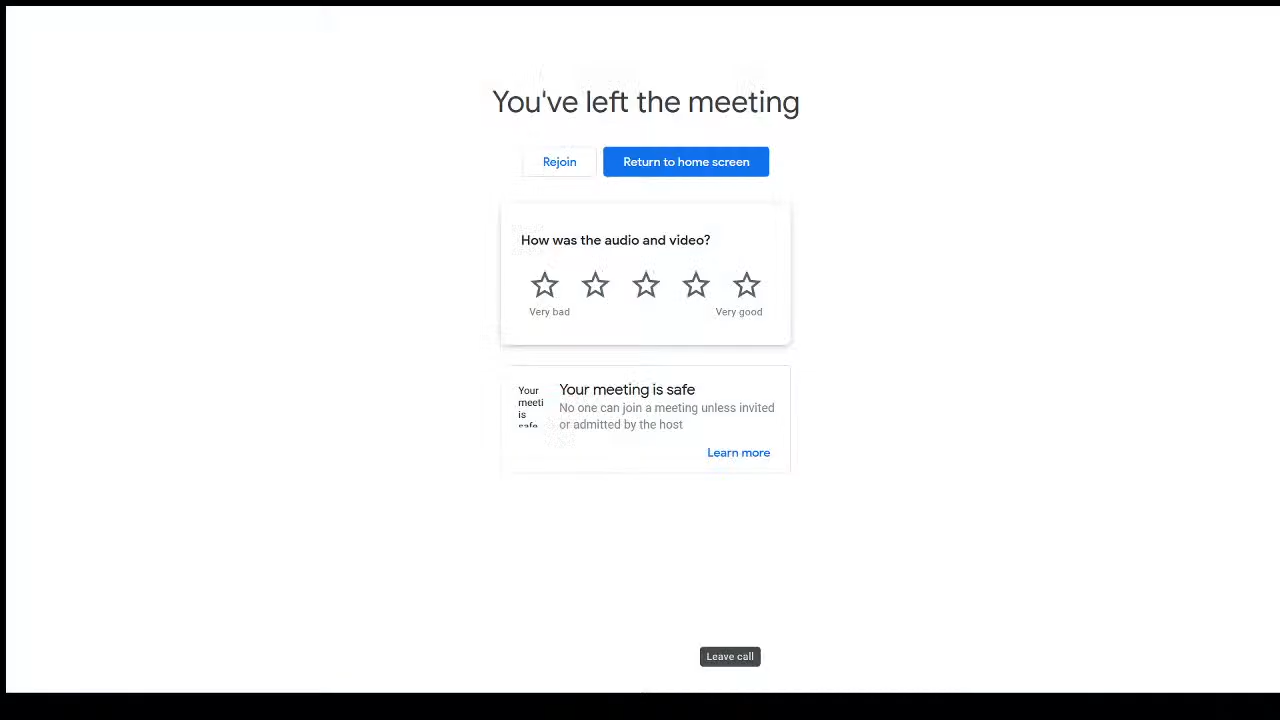 You've left the meeting
Rejoin
Return to home screen
How was the audio and video?
Very bad
Very good
Your
meeti
is
safe
Your meeting is safe
No one can join a meeting unless invited
or admitted by the host
Learn more
Leave call